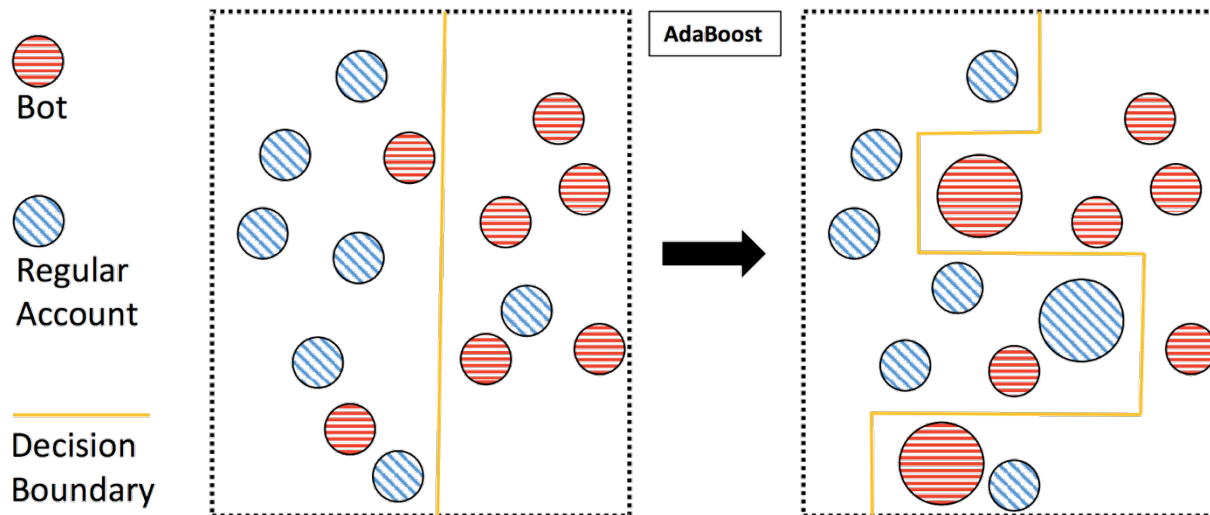 AdaBoost
Bot
Regular
Account
Decision
Boundary